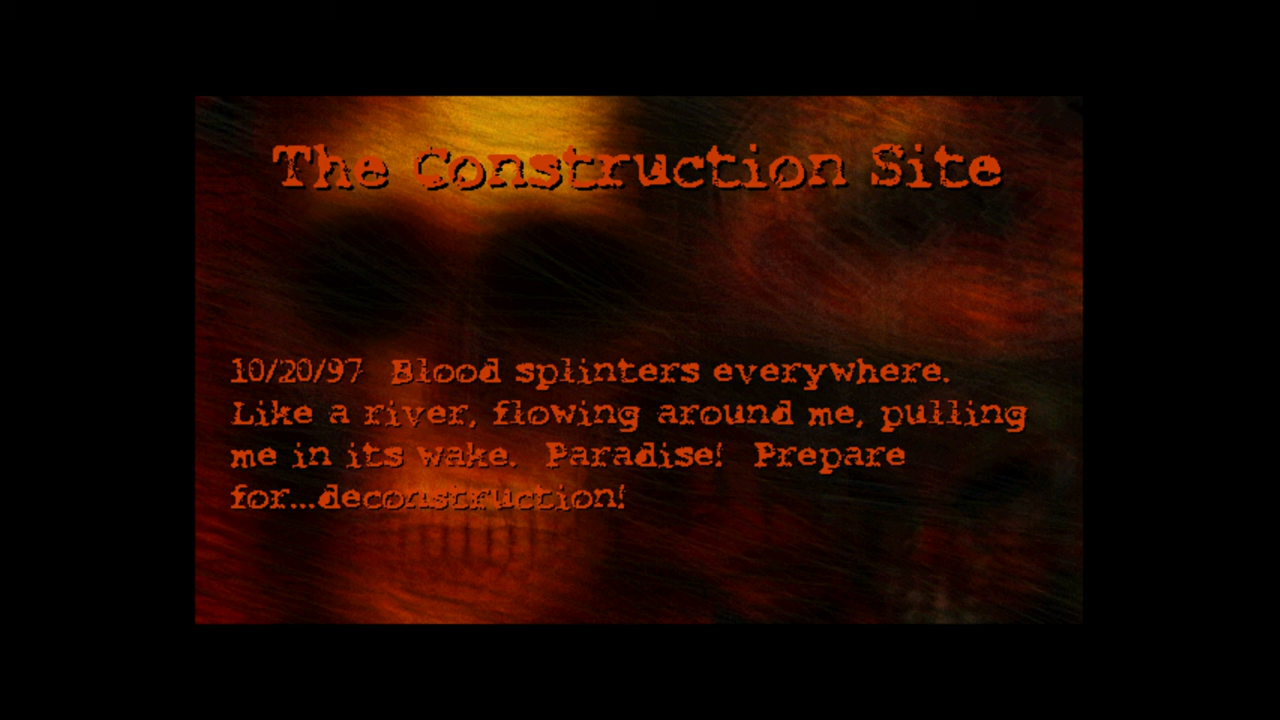 The Construction Site
10/20/97  Blood splinters everywhere.
Like a river, flowing around me, pulling
me in its wake.  Paradise!  Prepare
for...deconstruction!